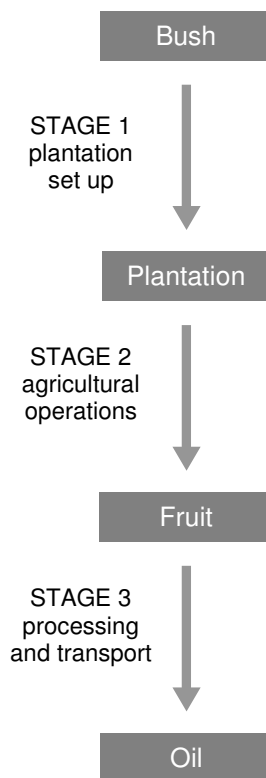 Bush
STAGE 1
plantation
set up
Plantation
STAGE 2
agricultural
operations
Fruit
STAGE 3
processing
and transport
Oil